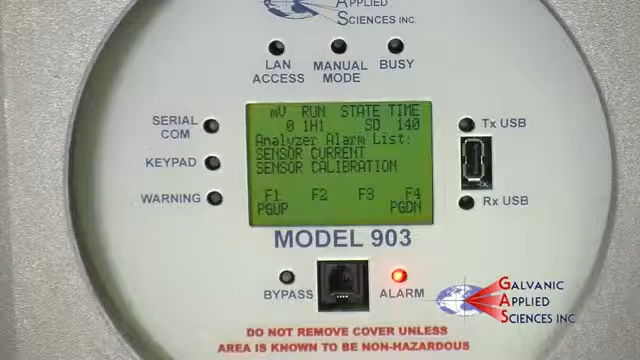 APPLIED
SCIENCES INC
LAN
ACCESS
MANUAL
MODE
BUSY
SERIAL
COM
KEYPAD
WARNING
mV RUN STATE TIME
0 1H1 SD 140
Analyzer Alarm List:
SENSOR CURRENT
SENSOR CALIBRATION
F1 F2 F3 F4
PGUP PGDN
Tx USB
Rx USB
MODEL 903
BYPASS
ALARM
GALVANIC
APPLIED
SCIENCES INC
DO NOT REMOVE COVER UNLESS
AREA IS KNOWN TO BE NON-HAZARDOUS